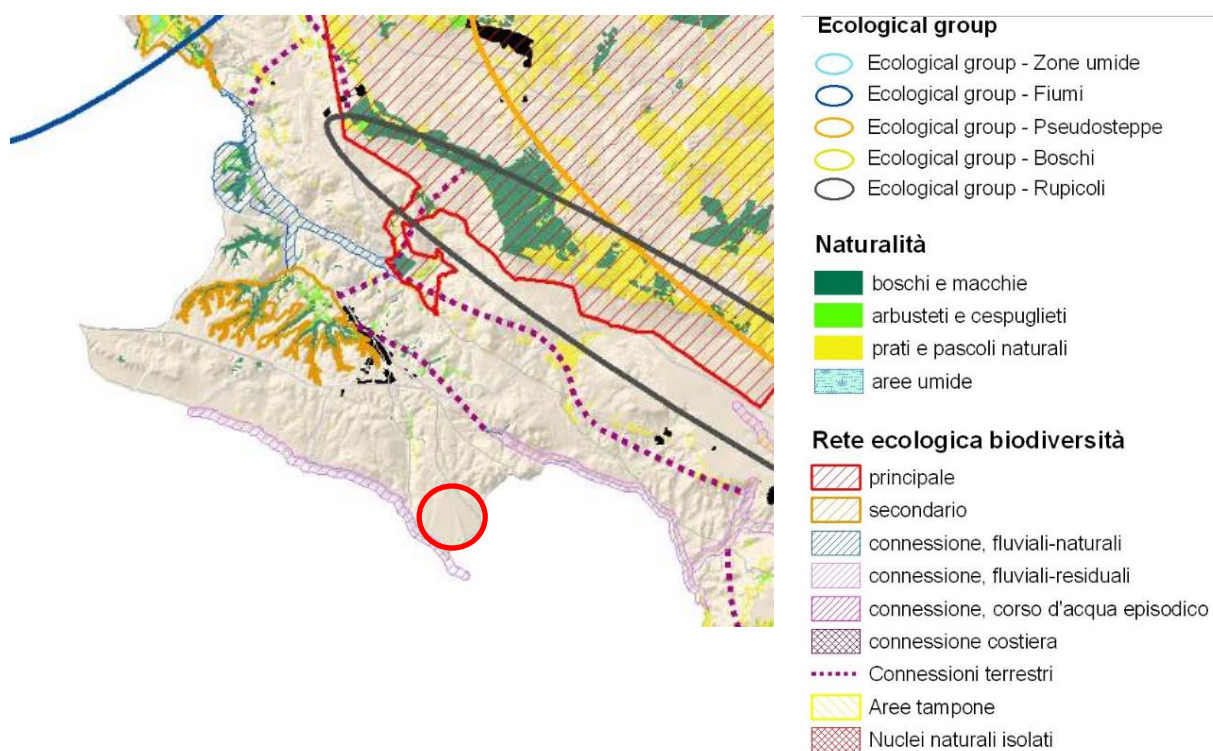 Ecological group
Ecological group - Zone umide
Ecological group - Fiumi
Ecological group - Pseudosteppe
Ecological group - Boschi
Ecological group - Rupicoli
Naturalità
boschi e macchie
arbusteti e cespuglieti
prati e pascoli naturali
aree umide
Rete ecologica biodiversità
principale
secondario
connessione, fluviali-naturali
connessione, fluviali-residuali
connessione, corso d'acqua episodico
connessione costiera
Connessioni terrestri
Aree tampone
Nuclei naturali isolati